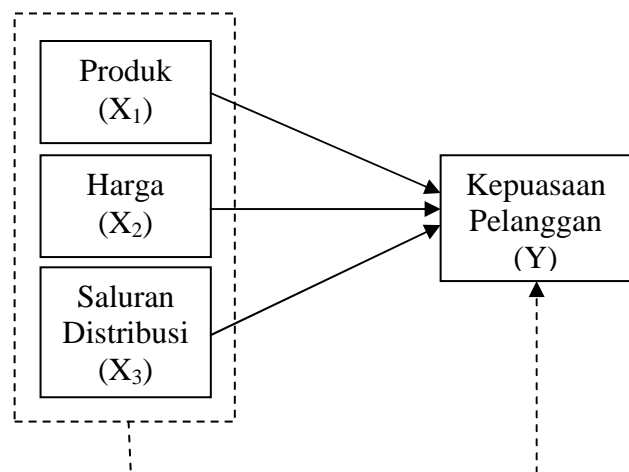 Produk
(X₁)
Harga
(X₂)
Saluran
Distribusi
(X₃)
Kepuasaan
Pelanggan
(Y)